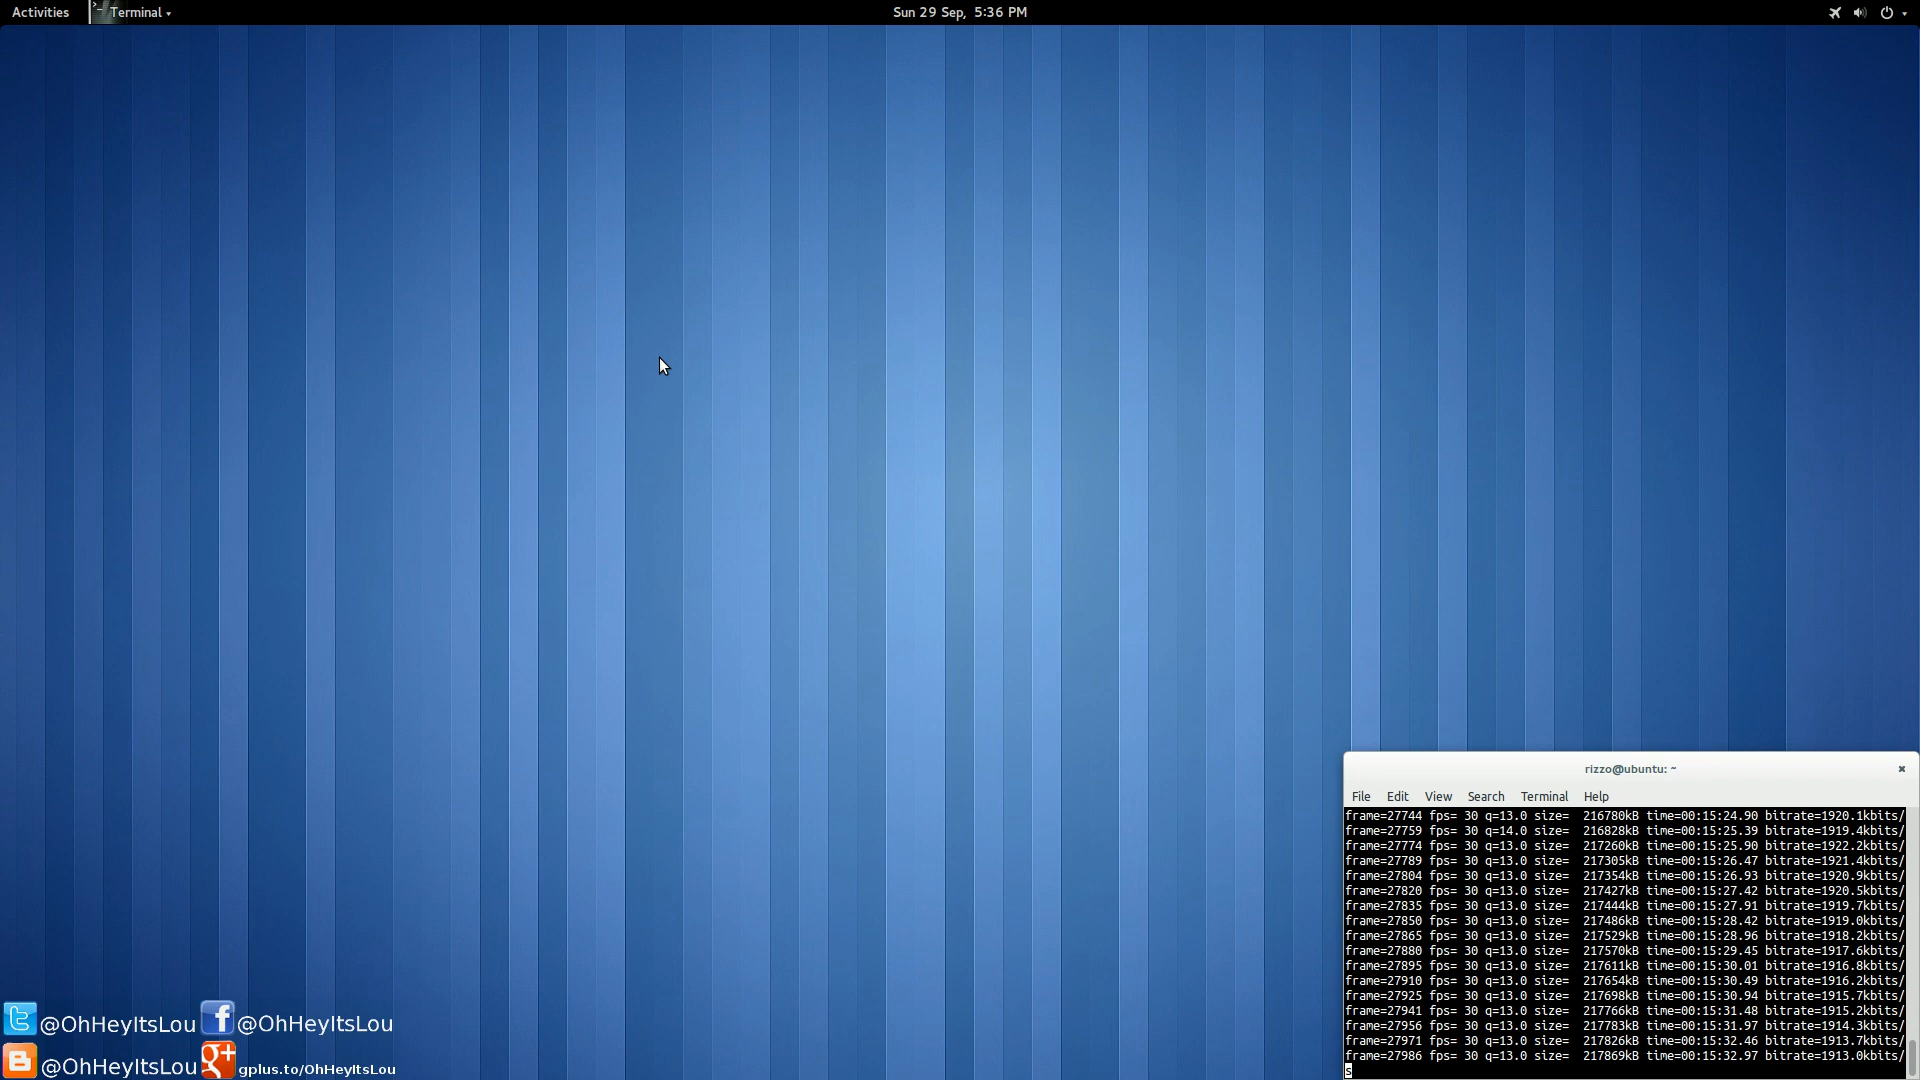 Activities
Terminal
Sun 29 Sep, 5:36 PM
rizzo@ubuntu: ~
File Edit View Search Terminal Help
frame=27744 fps= 30 q=13.0 size=  216780kB time=00:15:24.90 bitrate=1920.1kbits/
frame=27759 fps= 30 q=14.0 size=  216828kB time=00:15:25.39 bitrate=1919.4kbits/
frame=27774 fps= 30 q=13.0 size=  217260kB time=00:15:25.90 bitrate=1922.2kbits/
frame=27789 fps= 30 q=13.0 size=  217305kB time=00:15:26.47 bitrate=1921.4kbits/
frame=27804 fps= 30 q=13.0 size=  217354kB time=00:15:26.93 bitrate=1920.9kbits/
frame=27820 fps= 30 q=13.0 size=  217427kB time=00:15:27.42 bitrate=1920.5kbits/
frame=27835 fps= 30 q=13.0 size=  217444kB time=00:15:27.91 bitrate=1919.7kbits/
frame=27850 fps= 30 q=13.0 size=  217486kB time=00:15:28.42 bitrate=1919.0kbits/
frame=27865 fps= 30 q=13.0 size=  217529kB time=00:15:28.96 bitrate=1918.2kbits/
frame=27880 fps= 30 q=13.0 size=  217570kB time=00:15:29.45 bitrate=1917.6kbits/
frame=27895 fps= 30 q=13.0 size=  217611kB time=00:15:30.01 bitrate=1916.8kbits/
frame=27910 fps= 30 q=13.0 size=  217654kB time=00:15:30.49 bitrate=1916.2kbits/
frame=27925 fps= 30 q=13.0 size=  217698kB time=00:15:30.94 bitrate=1915.7kbits/
frame=27941 fps= 30 q=13.0 size=  217766kB time=00:15:31.48 bitrate=1915.2kbits/
frame=27956 fps= 30 q=13.0 size=  217783kB time=00:15:31.97 bitrate=1914.3kbits/
frame=27971 fps= 30 q=13.0 size=  217826kB time=00:15:32.46 bitrate=1913.7kbits/
frame=27986 fps= 30 q=13.0 size=  217869kB time=00:15:32.97 bitrate=1913.0kbits/
s
@OhHeyItsLou
@OhHeyItsLou
@OhHeyItsLou
gplus.to/OhHeyItsLou